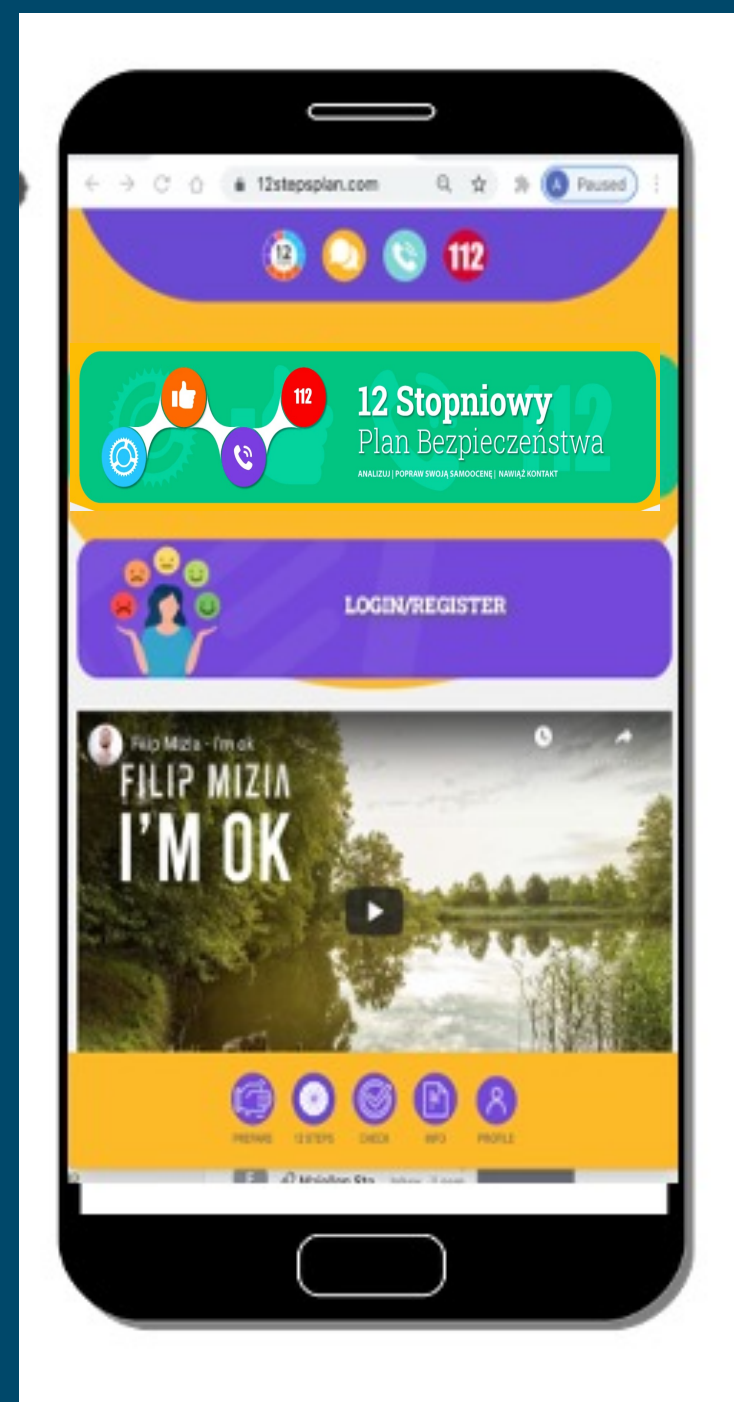 12stepsplan.com
A Paused
12
112
112
12 Stopniowy
Plan Bezpieczeństwa
ANALIZUJ | POPRAW SWOJĄ SAMOOCENĘ | NAWIĄŻ KONTAKT
LOGIN/REGISTER
Filip Mizia - I'm ok
FILIP MIZIA
I'M OK
PREPARE 12 STEPS CHECK INFO PROFILE